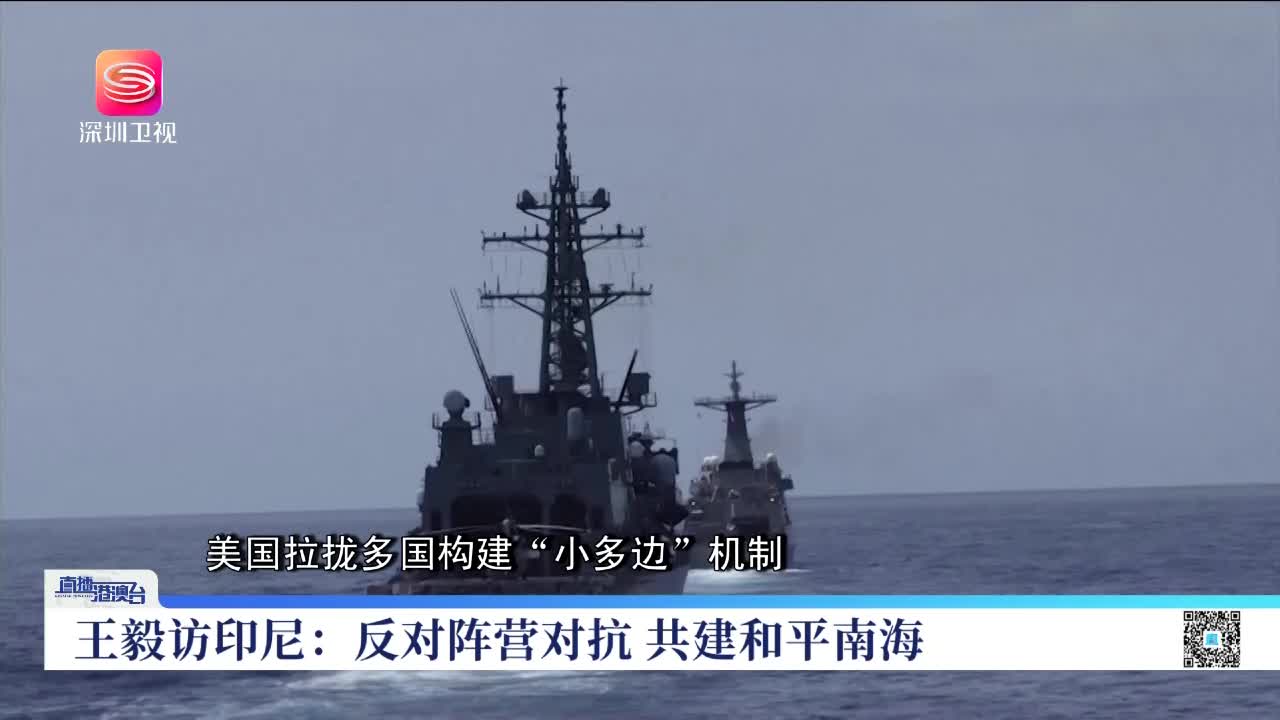 深圳卫视
美国拉拢多国构建“小多边”机制
直播港澳台
王毅访印尼：反对阵营对抗 共建和平南海